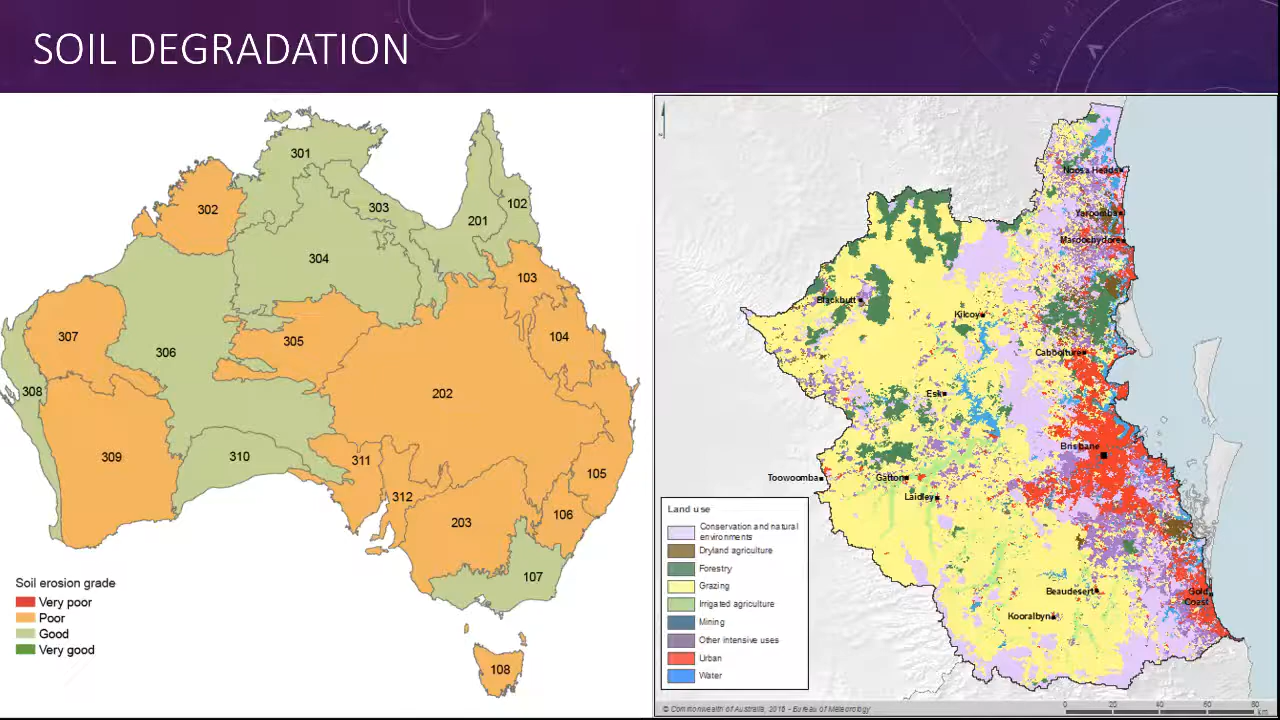 SOIL DEGRADATION
301
302
303
102
201
304
103
307
305
104
306
308
202
309
310
311
105
312
203
106
107
108
Soil erosion grade
Very poor
Poor
Good
Very good
Noosa Heads
Yaroomba
Maroochydore
Blackbutt
Kilcoy
Caboolture
Esk
Brisbane
Toowoomba
Gatton
Laidley
Beaudesert
Gold
Coast
Kooralbyn
Land use
Conservation and natural
environments
Dryland agriculture
Forestry
Grazing
Irrigated agriculture
Mining
Other intensive uses
Urban
Water
© Commonwealth of Australia, 2016 - Bureau of Meteorology
0 20 40 60 80